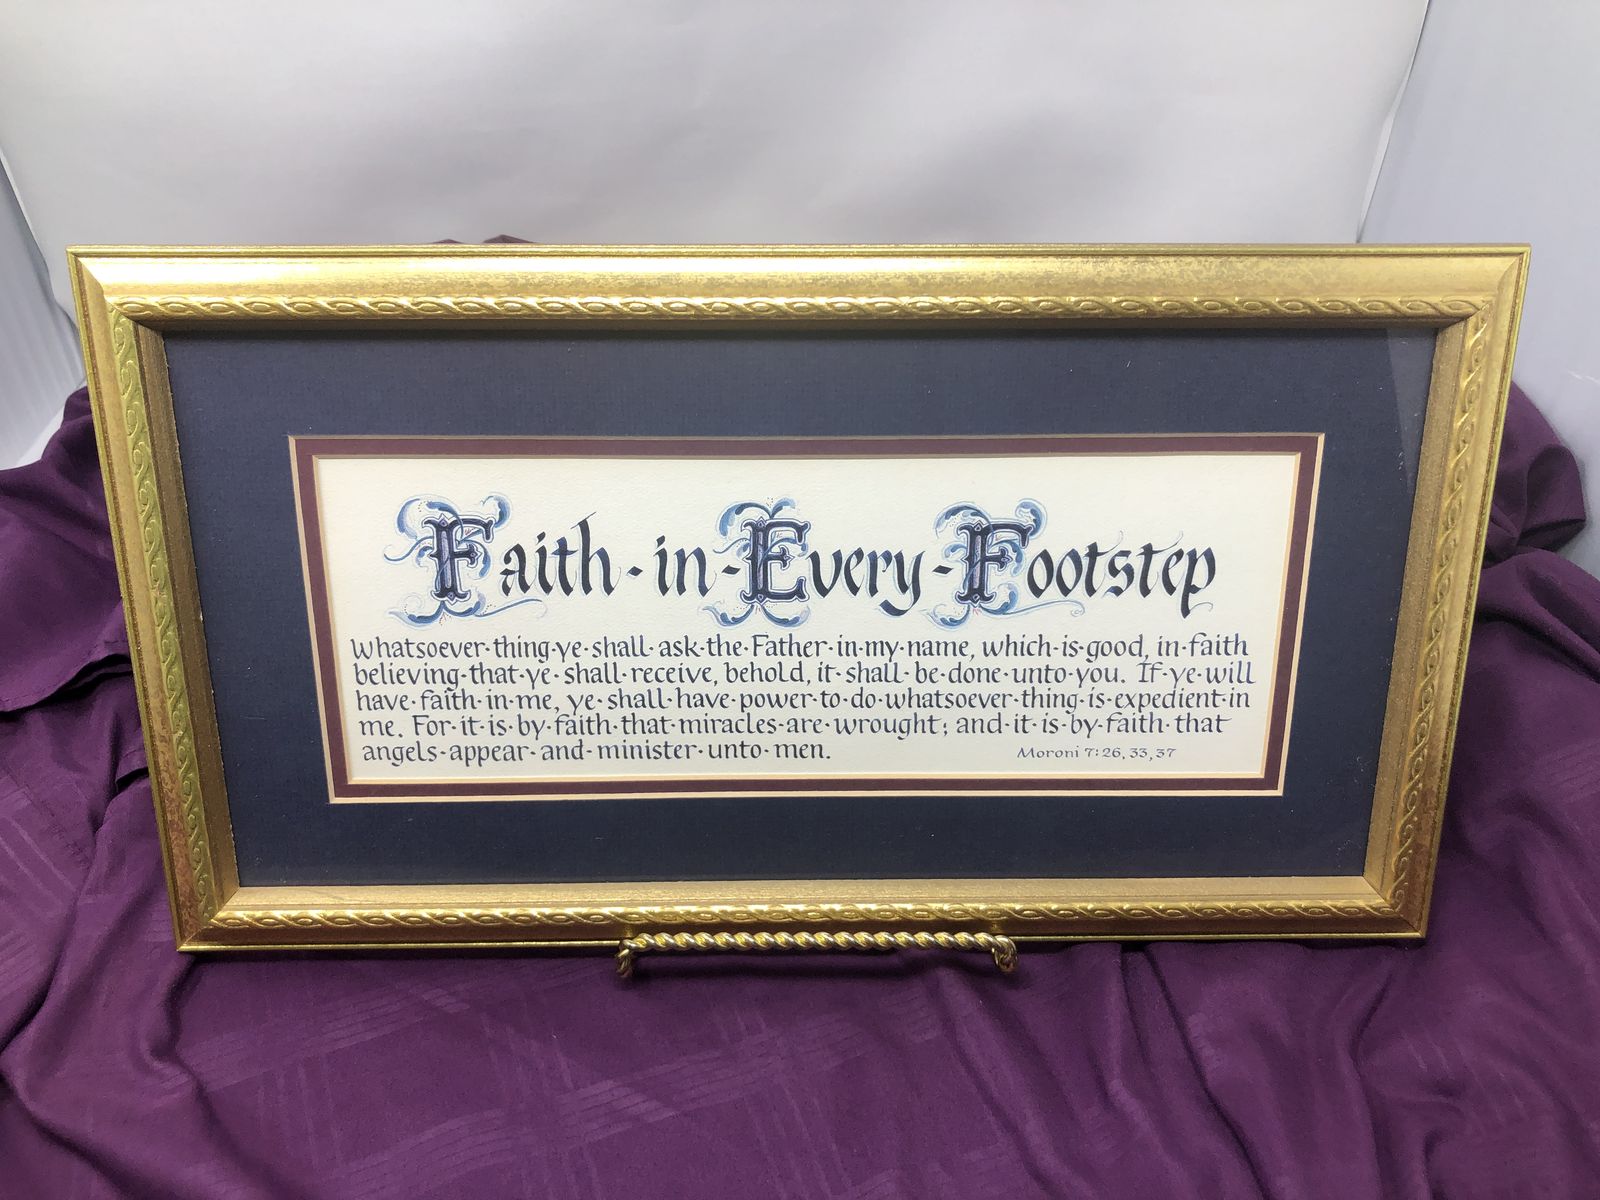 Faith·in·Every·Footstep
Whatsoever·thing·ye·shall·ask·the·Father·in·my·name, which·is·good, in·faith
believing·that·ye·shall·receive, behold, it·shall·be·done·unto·you. If·ye·will
have·faith·in·me, ye·shall·have·power·to·do·whatsoever·thing·is·expedient·in
me. For·it·is·by·faith·that·miracles·are·wrought; and·it·is·by·faith·that
angels·appear·and·minister·unto·men.
Moroni 7:26, 33, 37